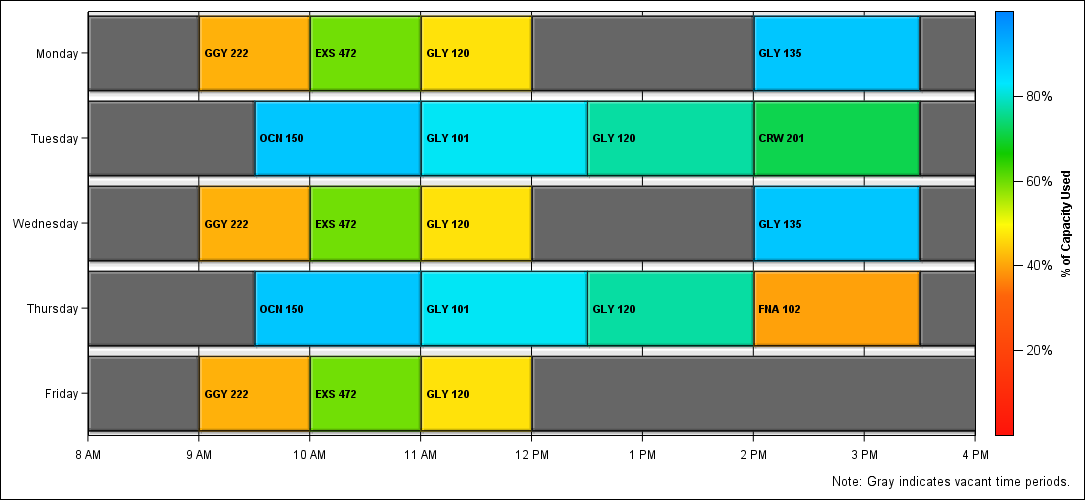 Monday
GGY 222
EXS 472
GLY 120
GLY 135
Tuesday
OCN 150
GLY 101
GLY 120
CRW 201
Wednesday
GGY 222
EXS 472
GLY 120
GLY 135
Thursday
OCN 150
GLY 101
GLY 120
FNA 102
Friday
GGY 222
EXS 472
GLY 120
8 AM
9 AM
10 AM
11 AM
12 PM
1 PM
2 PM
3 PM
4 PM
80%
60%
40%
20%
% of Capacity Used
Note: Gray indicates vacant time periods.